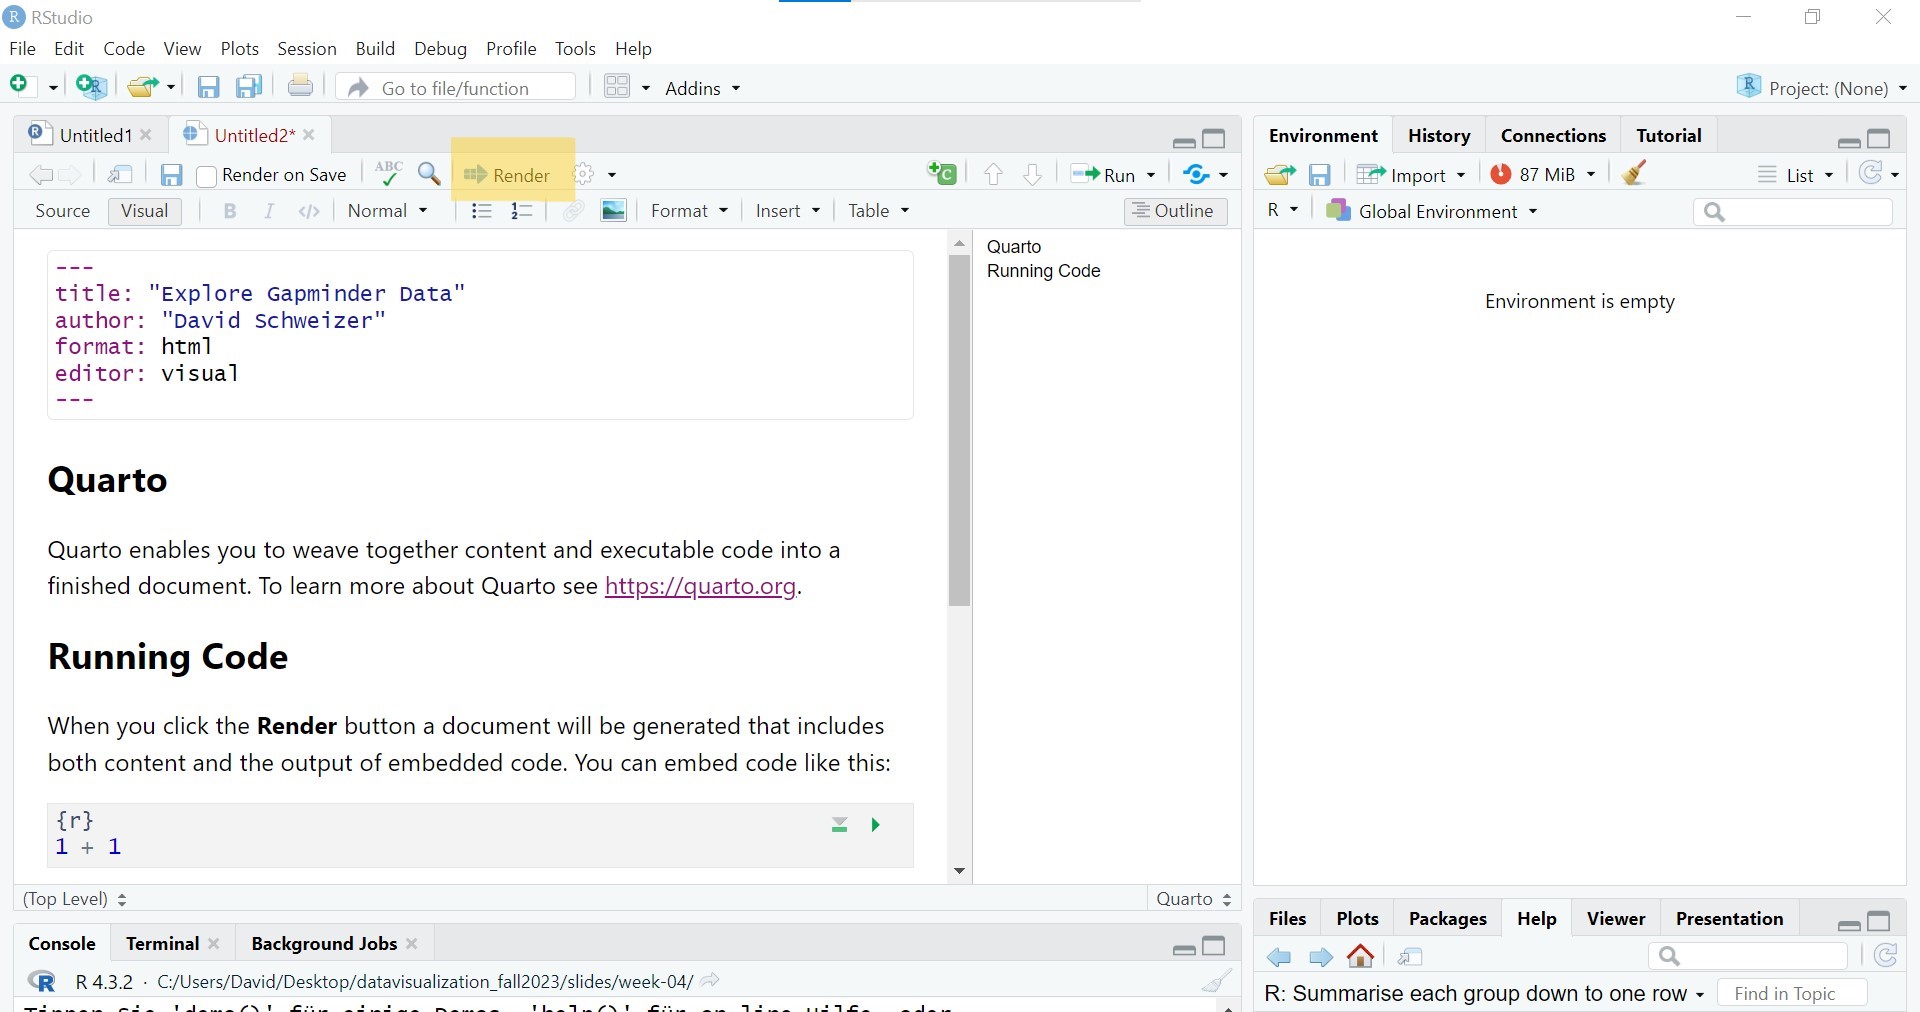 RStudio
File Edit Code View Plots Session Build Debug Profile Tools Help
Go to file/function Addins Project: (None)
Untitled1 Untitled2*
Render on Save ABC Render Run
Source Visual B I </> Normal Format Insert Table Outline
---
title: "Explore Gapminder Data"
author: "David Schweizer"
format: html
editor: visual
---
Quarto
Quarto enables you to weave together content and executable code into a
finished document. To learn more about Quarto see https://quarto.org.
Running Code
When you click the Render button a document will be generated that includes
both content and the output of embedded code. You can embed code like this:
{r}
1 + 1
Quarto
Running Code
(Top Level) Quarto
Console Terminal Background Jobs
R 4.3.2 · C:/Users/David/Desktop/datavisualization_fall2023/slides/week-04/
Environment History Connections Tutorial
Import 87 MiB List
R Global Environment
Environment is empty
Files Plots Packages Help Viewer Presentation
R: Summarise each group down to one row Find in Topic